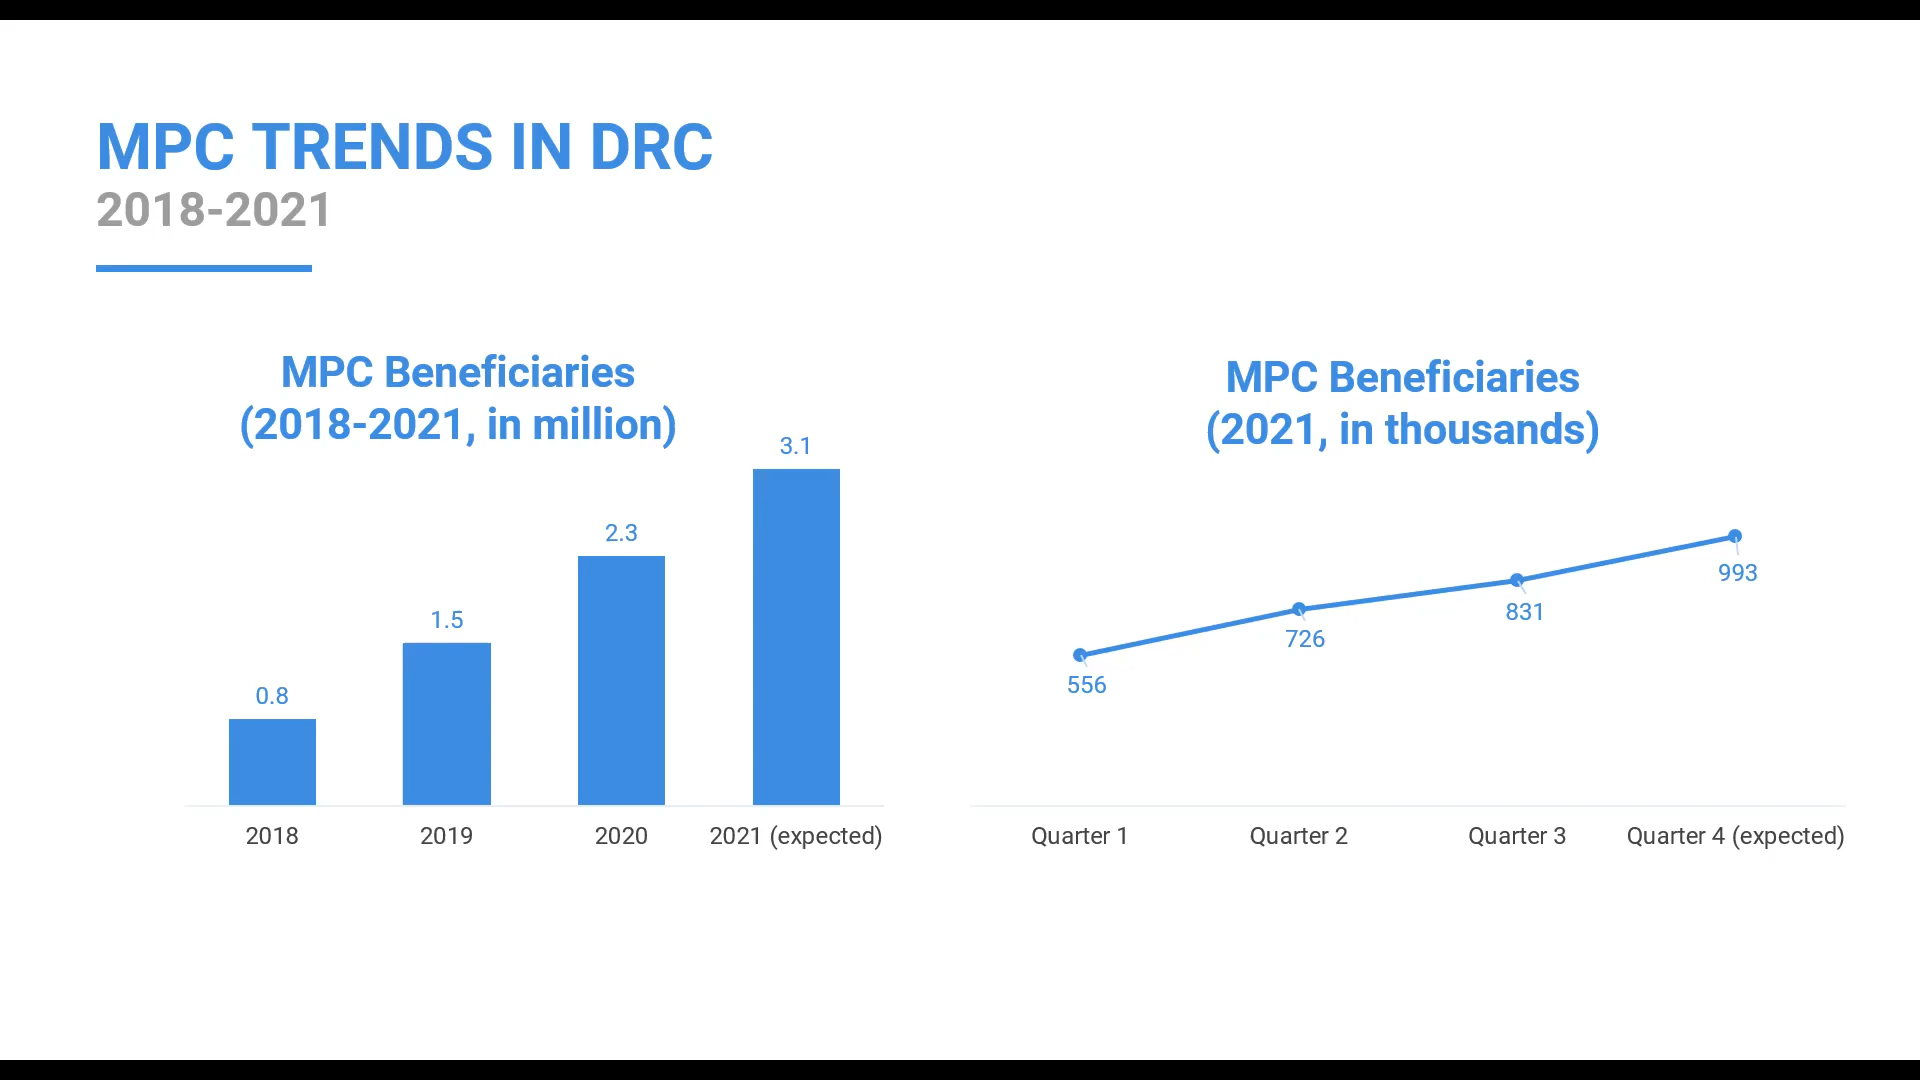 MPC TRENDS IN DRC
2018-2021
MPC Beneficiaries
(2018-2021, in million)
0.8
1.5
2.3
3.1
2018
2019
2020
2021 (expected)
MPC Beneficiaries
(2021, in thousands)
556
726
831
993
Quarter 1
Quarter 2
Quarter 3
Quarter 4 (expected)